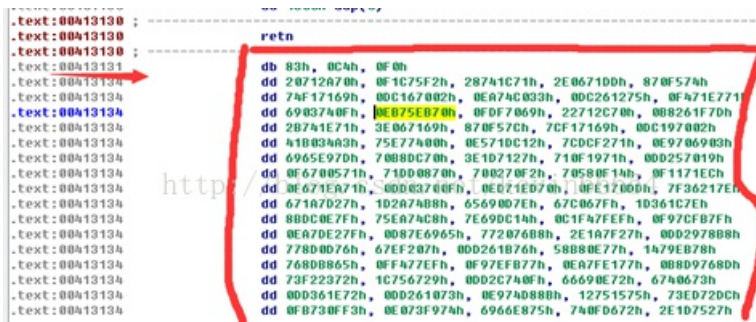 .text:00413130 ; ------------------------------------------------
.text:00413130 retn
.text:00413130 ; ------------------------------------------------
.text:00413131 db 83h, 0C4h, 0F0h
.text:00413134 dd 20712A70h, 0F1C75F2h, 28741C71h, 2E0671DDh, 870F574h
.text:00413134 dd 74F17169h, 0DC167002h, 0EA74C033h, 0DC261275h, 0F471E771h
.text:00413134 dd 6903740Fh, 0EB75EB70h, 0FDF77069h, 22712C70h, 0B8261F7Dh
.text:00413134 dd 2B741E71h, 3E067169h, 870F57Ch, 7CF17169h, 0DC197002h
.text:00413134 dd 41B034A3h, 75E77400h, 0E571DC12h, 7CDCF271h, 0E9706903h
.text:00413134 dd 6965E97Dh, 70B8DC70h, 3E1D7127h, 710F1971h, 0DD257019h
.text:00413134 dd 0F6700571h, 71DD0870h, 700270F2h, 70580F14h, 0F1171ECh
.text:00413134
.text:00413134 dd 671A7D27h, 1D2A74B8h, 65690D7Eh, 67C067Fh, 1D361C7Eh
.text:00413134 dd 8BDC0E7Fh, 75EA74C8h, 7E69DC14h, 0C1F47FEFh, 0F97CFB7Fh
.text:00413134 dd 0EA7DE27Fh, 0D87E6965h, 772076B8h, 2E1A7F27h, 0DD2978B8h
.text:00413134 dd 778D0D76h, 67EF207h, 0DD261B76h, 58B80E77h, 1479EB78h
.text:00413134 dd 768DB865h, 0FF477EFh, 0F97EFB77h, 0EA7FE177h, 0B8D9768Dh
.text:00413134 dd 73F22372h, 1C756729h, 0DD2C740Fh, 66690E72h, 6740673h
.text:00413134 dd 0DD361E72h, 0DD261073h, 0E974D88Bh, 12751575h, 73ED72DCh
.text:00413134 dd 0FB730FF3h, 0E073F974h, 6966E875h, 740FD672h, 2E1D7527h